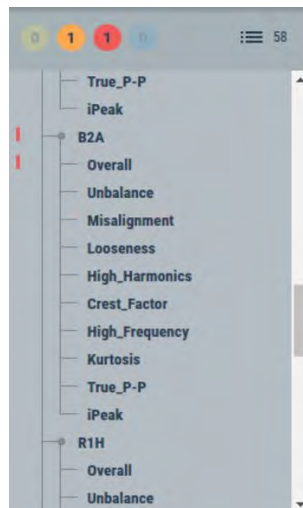 0 1 1 0 58
True_P-P
iPeak
B2A
Overall
Unbalance
Misalignment
Looseness
High_Harmonics
Crest_Factor
High_Frequency
Kurtosis
True_P-P
iPeak
R1H
Overall
Unbalance